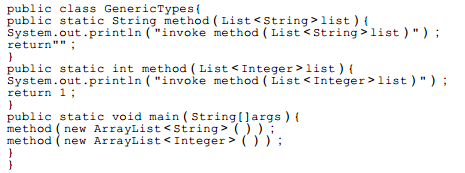 public class GenericTypes{
public static String method(List<String>list){
System.out.println("invoke method(List<String>list)");
return"";
}
public static int method(List<Integer>list){
System.out.println("invoke method(List<Integer>list)");
return 1;
}
public static void main(String[]args){
method(new ArrayList<String>());
method(new ArrayList<Integer>());
}
}